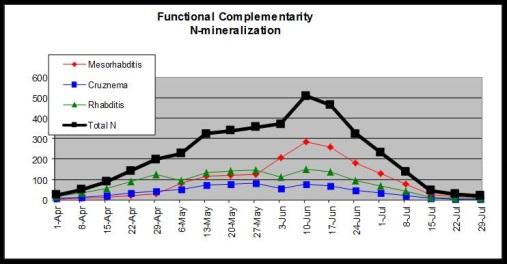 Functional Complementarity
N-mineralization
Mesorhabditis
Cruznema
Rhabditis
Total N
600
500
400
300
200
100
0
1-Apr
8-Apr
15-Apr
22-Apr
29-Apr
6-May
13-May
20-May
27-May
3-Jun
10-Jun
17-Jun
24-Jun
1-Jul
8-Jul
15-Jul
22-Jul
29-Jul